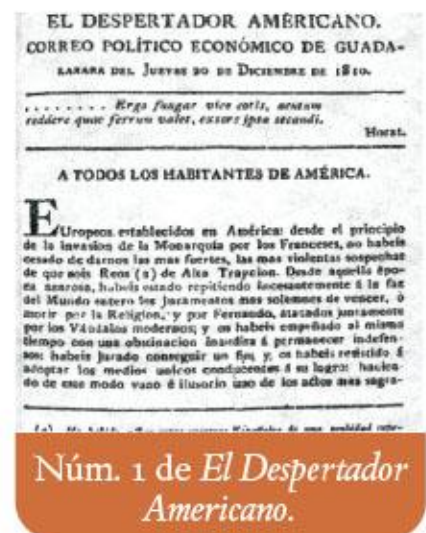 EL DESPERTADOR AMÉRICANO.
CORREO POLÍTICO ECONÓMICO DE GUADA-
LAXARA DEL JUEVES 20 DE DICIEMBRE DE 1810.
. . . . . . . . Ergo fungar vice cotis, acutum
reddere quae ferrum valet, exsors ipsa secandi.
Horat.
A TODOS LOS HABITANTES DE AMÉRICA.
EUropeos establecidos en América: desde el principio
de la invasion de la Monarquía por los Franceses, no habeis
cesado de darnos las mas fuertes, las mas violentas sospechas
de que sois Reos (a) de Alta Traycion. Desde aquella épo-
ca azarosa, habeis estado repitiendo incesantemente á la faz
del Mundo entero los juramentos mas solemnes de vencer, ó
morir por la Religion, y por Fernando, atacados juntamente
por los Vándalos modernos; y os habeis empeñado al mismo
tiempo con una obstinacion inaudita á permanecer indefen-
sos: habeis jurado conseguir un fin, y os habeis resistido á
adoptar los medios unicos conducentes á su logro: hacien-
do de este modo vano é ilusorio uno de los actos mas sagra-
Núm. 1 de El Despertador
Americano.